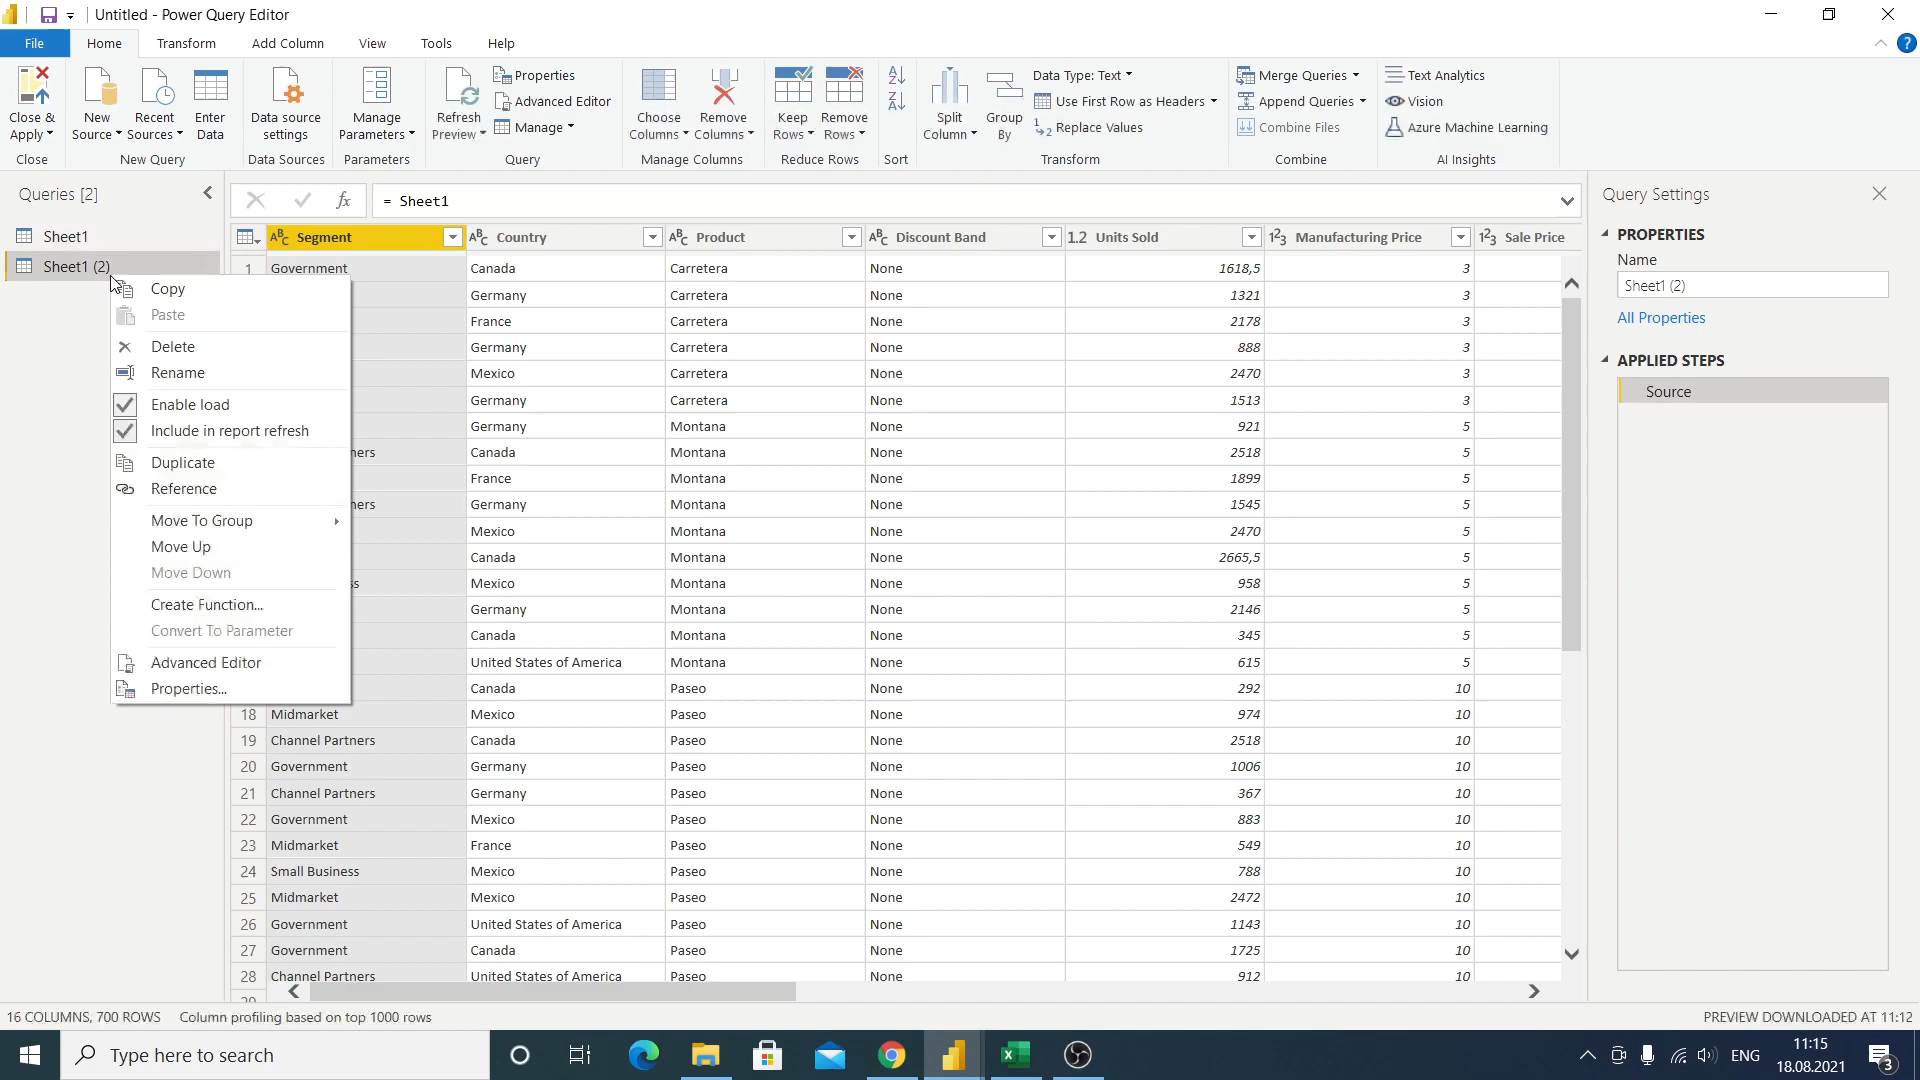 Untitled - Power Query Editor
File Home Transform Add Column View Tools Help
Close & Apply
Close
New Source
Recent Sources
Enter Data
New Query
Data source settings
Data Sources
Manage Parameters
Parameters
Refresh Preview
Properties
Advanced Editor
Manage
Query
Choose Columns
Remove Columns
Manage Columns
Keep Rows
Remove Rows
Reduce Rows
Sort
Split Column
Group By
Data Type: Text
Use First Row as Headers
Replace Values
Transform
Merge Queries
Append Queries
Combine Files
Combine
Text Analytics
Vision
Azure Machine Learning
AI Insights
Queries [2]
Sheet1
Sheet1 (2)
Copy
Paste
Delete
Rename
Enable load
Include in report refresh
Duplicate
Reference
Move To Group
Move Up
Move Down
Create Function...
Convert To Parameter
Advanced Editor
Properties...
= Sheet1
Segment Country Product Discount Band 1.2 Units Sold Manufacturing Price Sale Price
1 Government Canada Carretera None 1618,5 3
Germany Carretera None 1321 3
France Carretera None 2178 3
Germany Carretera None 888 3
Mexico Carretera None 2470 3
Germany Carretera None 1513 3
Germany Montana None 921 5
ners Canada Montana None 2518 5
France Montana None 1899 5
ners Germany Montana None 1545 5
Mexico Montana None 2470 5
Canada Montana None 2665,5 5
ss Mexico Montana None 958 5
Germany Montana None 2146 5
Canada Montana None 345 5
United States of America Montana None 615 5
Canada Paseo None 292 10
18 Midmarket Mexico Paseo None 974 10
19 Channel Partners Canada Paseo None 2518 10
20 Government Germany Paseo None 1006 10
21 Channel Partners Germany Paseo None 367 10
22 Government Mexico Paseo None 883 10
23 Midmarket France Paseo None 549 10
24 Small Business Mexico Paseo None 788 10
25 Midmarket Mexico Paseo None 2472 10
26 Government United States of America Paseo None 1143 10
27 Government Canada Paseo None 1725 10
28 Channel Partners United States of America Paseo None 912 10
Query Settings
PROPERTIES
Name
Sheet1 (2)
All Properties
APPLIED STEPS
Source
16 COLUMNS, 700 ROWS Column profiling based on top 1000 rows PREVIEW DOWNLOADED AT 11:12
Type here to search
ENG
11:15
18.08.2021
3